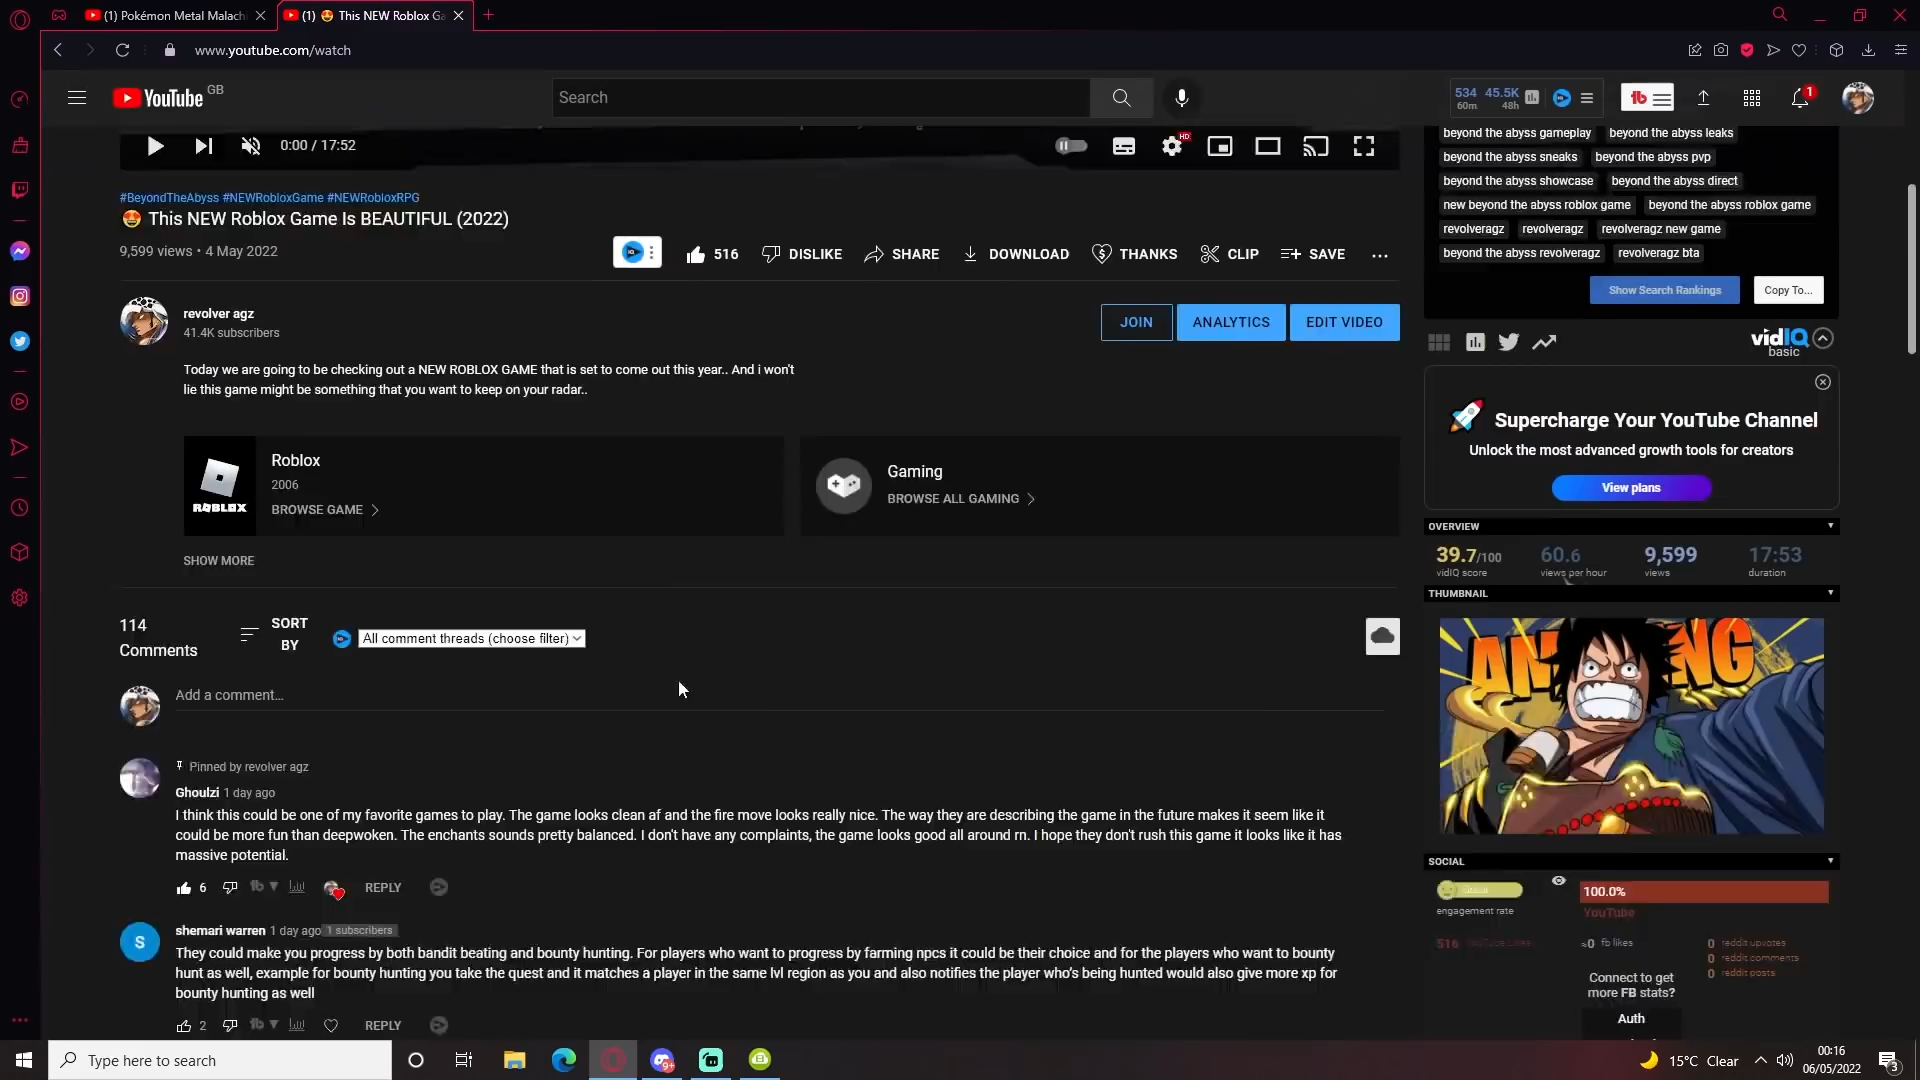 (1) Pokémon Metal Malach
(1) 😍 This NEW Roblox Ga
www.youtube.com/watch
YouTube GB
Search
534 45.5K
60m 48h
1
0:00 / 17:52
HD
#BeyondTheAbyss #NEWRobloxGame #NEWRobloxRPG
😍 This NEW Roblox Game Is BEAUTIFUL (2022)
9,599 views • 4 May 2022
516 DISLIKE SHARE DOWNLOAD THANKS CLIP SAVE
revolver agz
41.4K subscribers
JOIN ANALYTICS EDIT VIDEO
Today we are going to be checking out a NEW ROBLOX GAME that is set to come out this year.. And i won't
lie this game might be something that you want to keep on your radar..
ROBLOX
Roblox
2006
BROWSE GAME
Gaming
BROWSE ALL GAMING
SHOW MORE
114
Comments
SORT
BY
All comment threads (choose filter)
Add a comment...
Pinned by revolver agz
Ghoulzi 1 day ago
I think this could be one of my favorite games to play. The game looks clean af and the fire move looks really nice. The way they are describing the game in the future makes it seem like it
could be more fun than deepwoken. The enchants sounds pretty balanced. I don't have any complaints, the game looks good all around rn. I hope they don't rush this game it looks like it has
massive potential.
6 REPLY
S
shemari warren 1 day ago 1 subscribers
They could make you progress by both bandit beating and bounty hunting. For players who want to progress by farming npcs it could be their choice and for the players who want to bounty
hunt as well, example for bounty hunting you take the quest and it matches a player in the same lvl region as you and also notifies the player who's being hunted would also give more xp for
bounty hunting as well
2 REPLY
beyond the abyss gameplay beyond the abyss leaks
beyond the abyss sneaks beyond the abyss pvp
beyond the abyss showcase beyond the abyss direct
new beyond the abyss roblox game beyond the abyss roblox game
revolveragz revolveragz revolveragz new game
beyond the abyss revolveragz revolveragz bta
Show Search Rankings Copy To...
vidIQ
basic
Supercharge Your YouTube Channel
Unlock the most advanced growth tools for creators
View plans
OVERVIEW
39.7/100 60.6 9,599 17:53
vidIQ score views per hour views duration
THUMBNAIL
SOCIAL
100.0%
engagement rate YouTube
516 YouTube Likes
≈0 fb likes
0 reddit upvotes
0 reddit comments
0 reddit posts
Connect to get
more FB stats?
Auth
Type here to search
9+
15°C Clear
00:16
06/05/2022
3